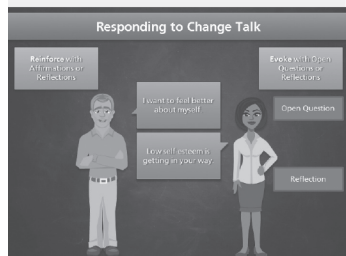 Responding to Change Talk
Reinforce with
Affirmations or
Reflections
Evoke with Open
Questions or
Reflections
I want to feel better
about myself.
Open Question
Low self esteem is
getting in your way.
Reflection